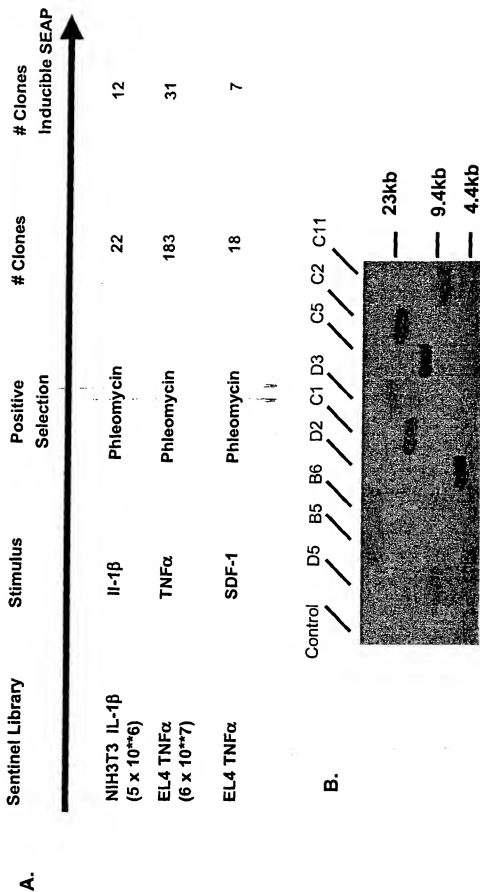 A.
Sentinel Library Stimulus Positive Selection # Clones # Clones Inducible SEAP
NIH3T3 IL-1β Il-1β Phleomycin 22 12
(5 x 10**6)
EL4 TNFα TNFα Phleomycin 183 31
(6 x 10**7)
EL4 TNFα SDF-1 Phleomycin 18 7
B.
Control D5 B5 B6 D2 C1 D3 C5 C2 C11
23kb
9.4kb
4.4kb